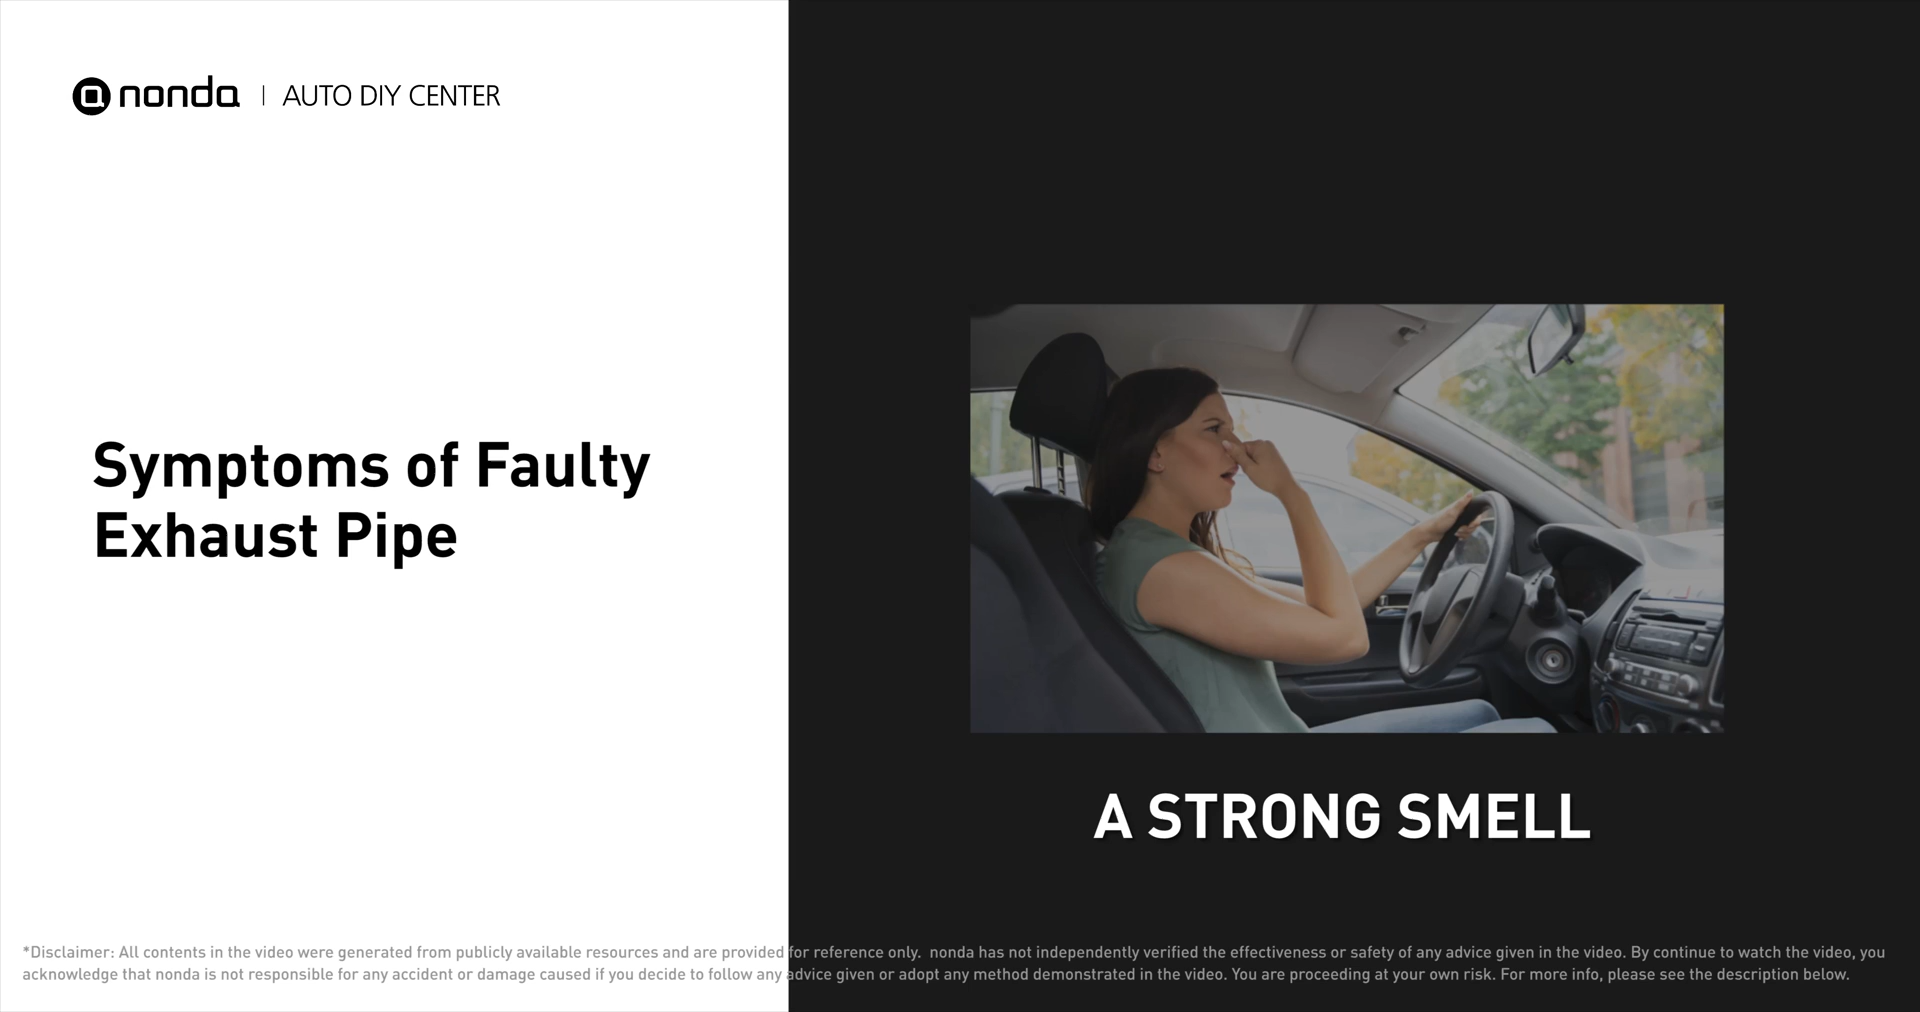 nonda | AUTO DIY CENTER
Symptoms of Faulty
Exhaust Pipe
A STRONG SMELL
*Disclaimer: All contents in the video were generated from publicly available resources and are provided for reference only.  nonda has not independently verified the effectiveness or safety of any advice given in the video. By continue to watch the video, you
acknowledge that nonda is not responsible for any accident or damage caused if you decide to follow any advice given or adopt any method demonstrated in the video. You are proceeding at your own risk. For more info, please see the description below.